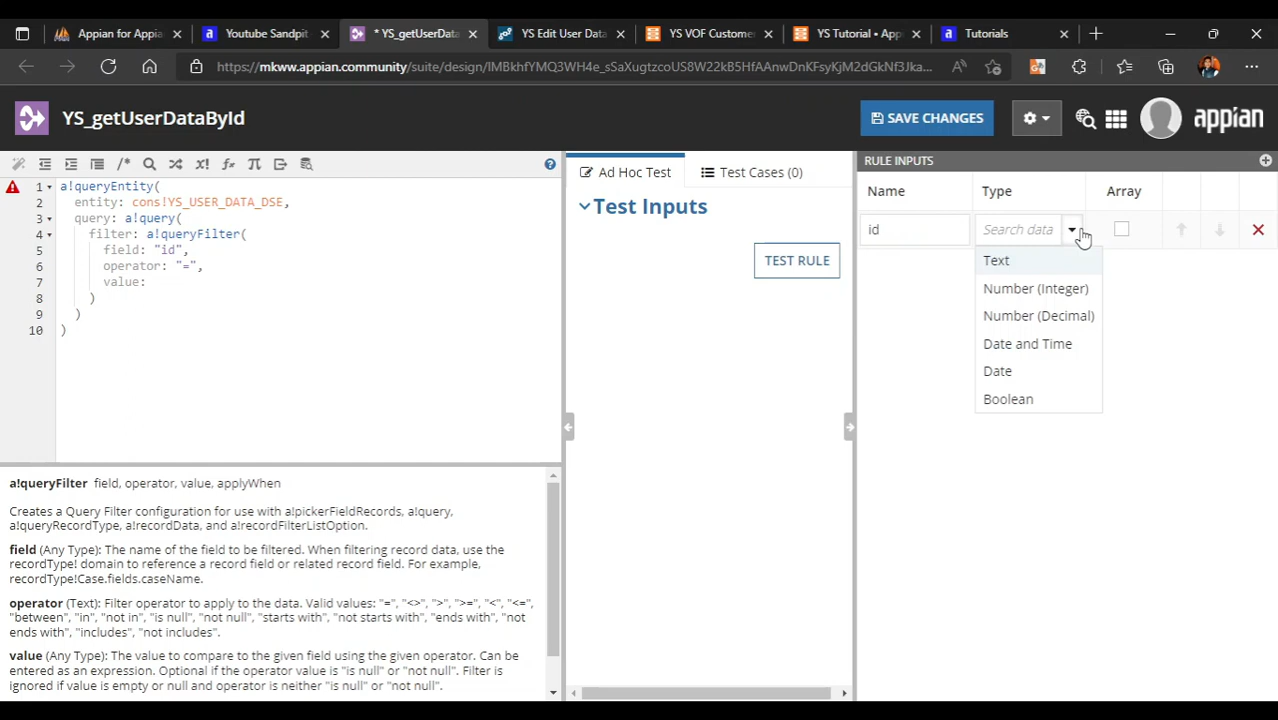 Appian for Appia
Youtube Sandpit
* YS_getUserData
YS Edit User Data
YS VOF Custome
YS Tutorial • App
Tutorials
https://mkww.appian.community/suite/design/
YS_getUserDataById
SAVE CHANGES
appian
Ad Hoc Test
Test Cases (0)
RULE INPUTS
Name Type Array
id Search data
Text
Number (Integer)
Number (Decimal)
Date and Time
Date
Boolean
Test Inputs
TEST RULE
1 a!queryEntity(
2 entity: cons!YS_USER_DATA_DSE,
3 query: a!query(
4 filter: a!queryFilter(
5 field: "id",
6 operator: "=",
7 value:
8 )
9 )
10 )
a!queryFilter field, operator, value, applyWhen
Creates a Query Filter configuration for use with a!pickerFieldRecords, a!query,
a!queryRecordType, a!recordData, and a!recordFilterListOption.
field (Any Type): The name of the field to be filtered. When filtering record data, use the
recordType! domain to reference a record field or related record field. For example,
recordType!Case.fields.caseName.
operator (Text): Filter operator to apply to the data. Valid values: "=", "<>", ">", ">=", "<", "<=",
"between", "in", "not in", "is null", "not null", "starts with", "not starts with", "ends with", "not
ends with", "includes", "not includes".
value (Any Type): The value to compare to the given field using the given operator. Can be
entered as an expression. Optional if the operator value is "is null" or "not null". Filter is
ignored if value is empty or null and operator is neither "is null" or "not null".